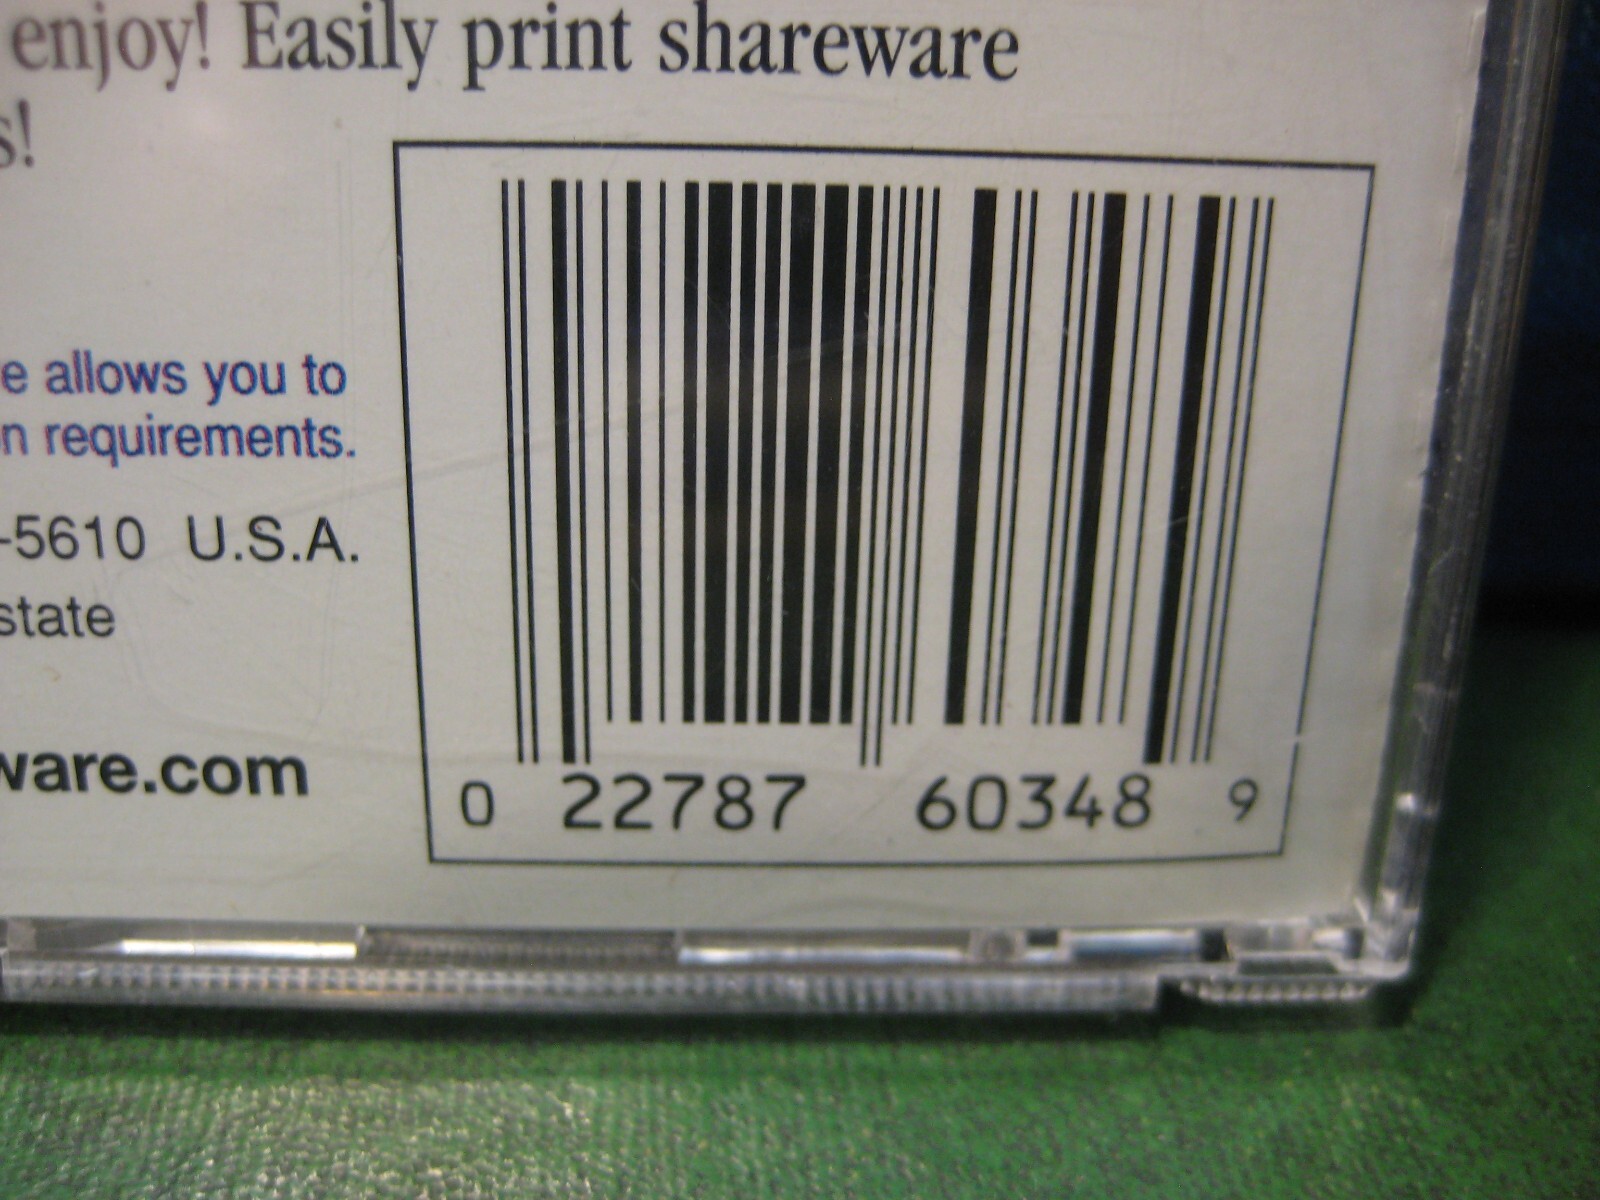 enjoy! Easily print shareware
s!
e allows you to
n requirements.
-5610 U.S.A.
state
ware.com
0 22787 60348 9